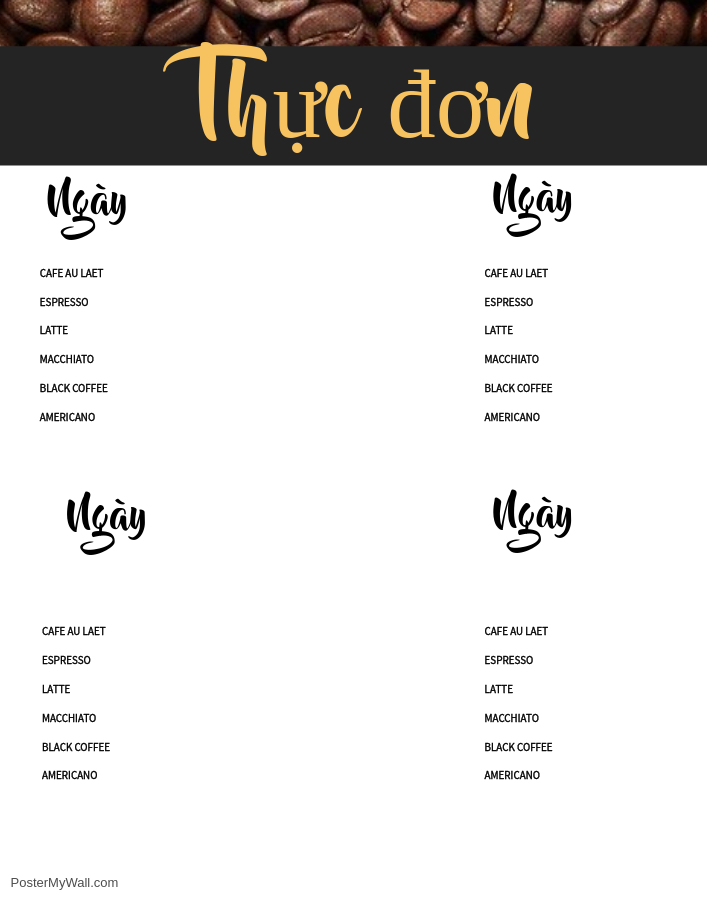 Thực đơn
Ngày
CAFE AU LAET
ESPRESSO
LATTE
MACCHIATO
BLACK COFFEE
AMERICANO
Ngày
CAFE AU LAET
ESPRESSO
LATTE
MACCHIATO
BLACK COFFEE
AMERICANO
Ngày
CAFE AU LAET
ESPRESSO
LATTE
MACCHIATO
BLACK COFFEE
AMERICANO
Ngày
CAFE AU LAET
ESPRESSO
LATTE
MACCHIATO
BLACK COFFEE
AMERICANO
PosterMyWall.com